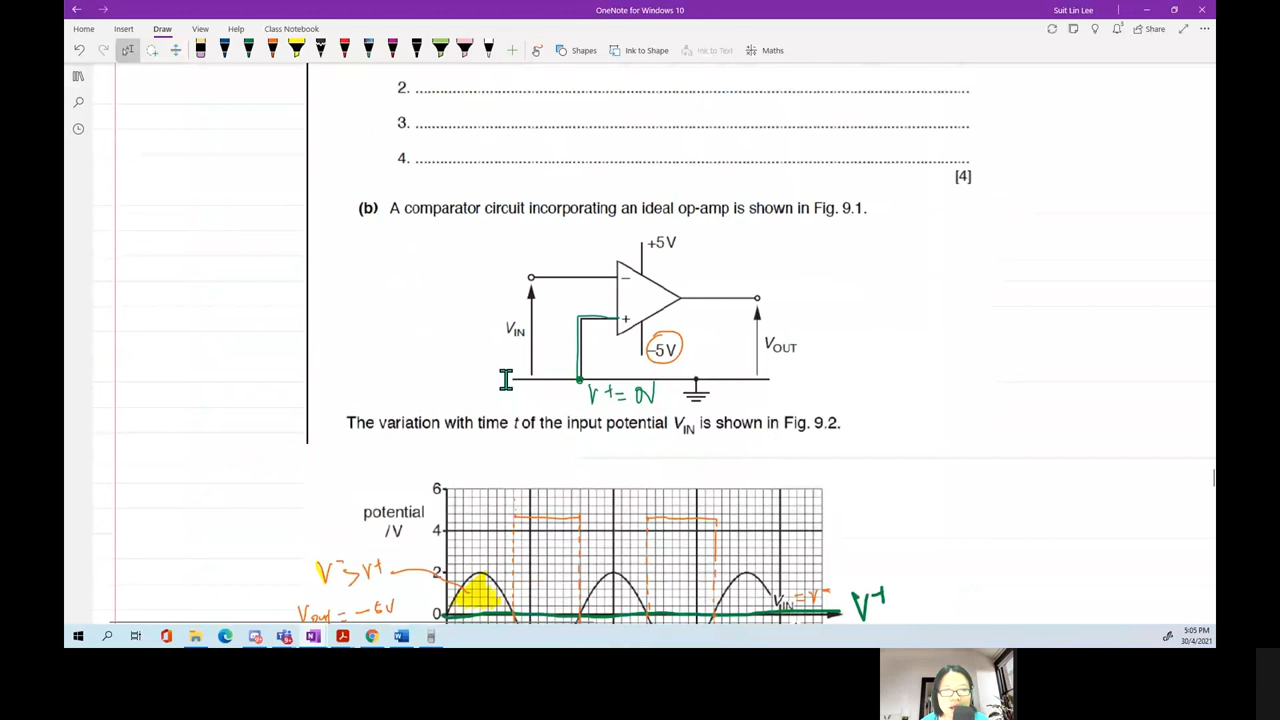 OneNote for Windows 10
Suit Lin Lee
Home Insert Draw View Help Class Notebook
Share
Shapes Ink to Shape Ink to Text Maths
2. ........................................................................
3. ........................................................................
4. ........................................................................
[4]
(b) A comparator circuit incorporating an ideal op-amp is shown in Fig. 9.1.
+5V
−
VIN
+
–5V
VOUT
V+ = 0V
The variation with time t of the input potential VIN is shown in Fig. 9.2.
6
potential
/V
4
2
V- > V+
VIN = V-
V+
0
5:05 PM
30/4/2021